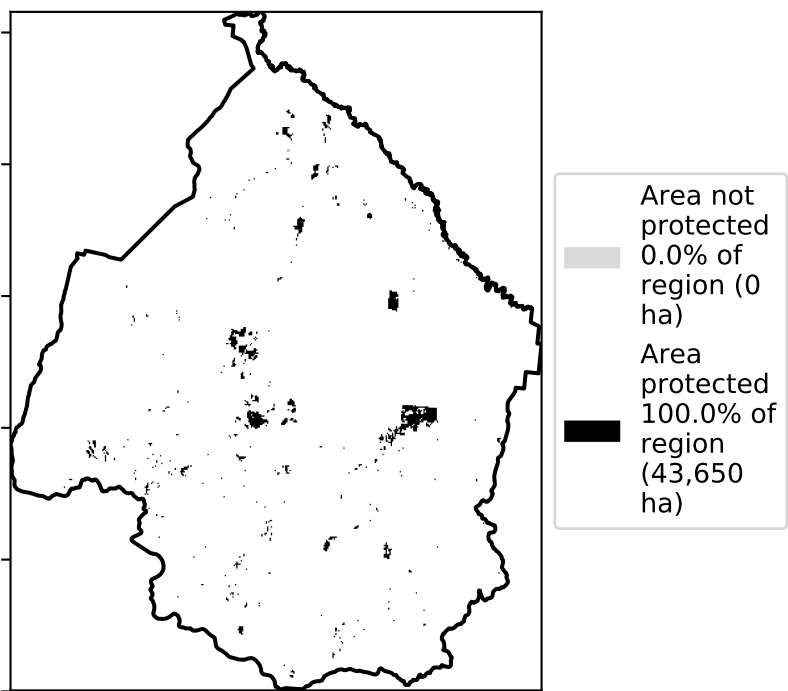 Area not
protected
0.0% of
region (0
ha)
Area
protected
100.0% of
region
(43,650
ha)